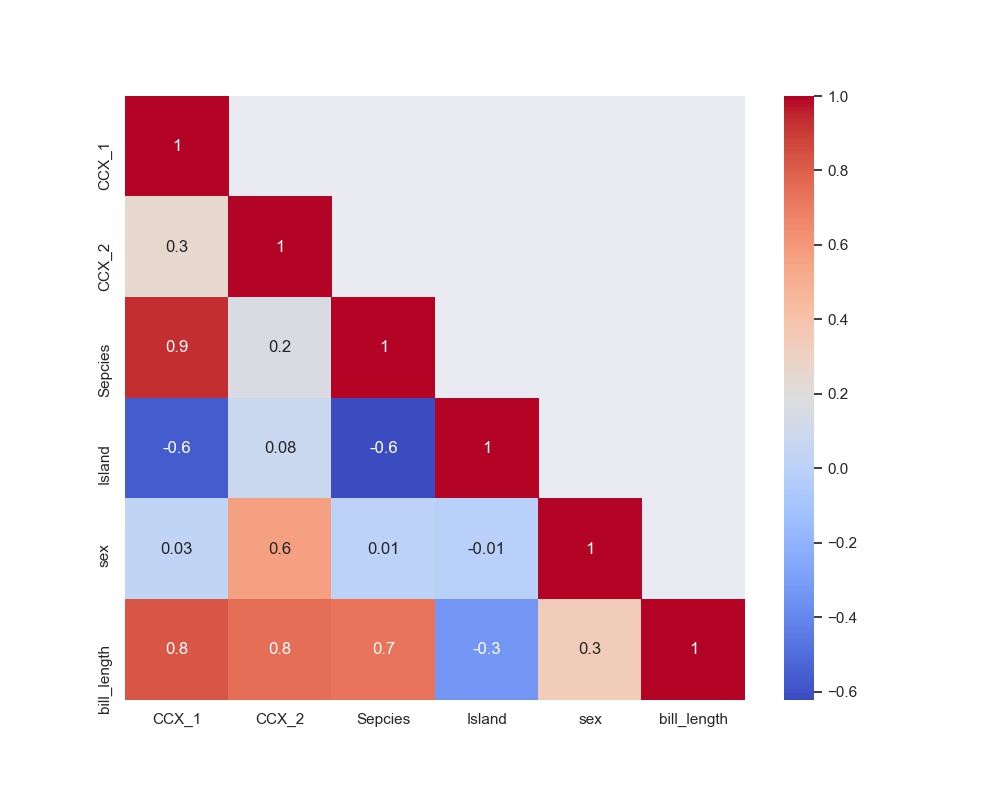 1.0
CCX_1 1
0.8
CCX_2 0.3 1
0.6
Sepcies 0.9 0.2 1
0.4
0.2
Island -0.6 0.08 -0.6 1
0.0
sex 0.03 0.6 0.01 -0.01 1
−0.2
−0.4
bill_length 0.8 0.8 0.7 -0.3 0.3 1
−0.6
CCX_1 CCX_2 Sepcies Island sex bill_length